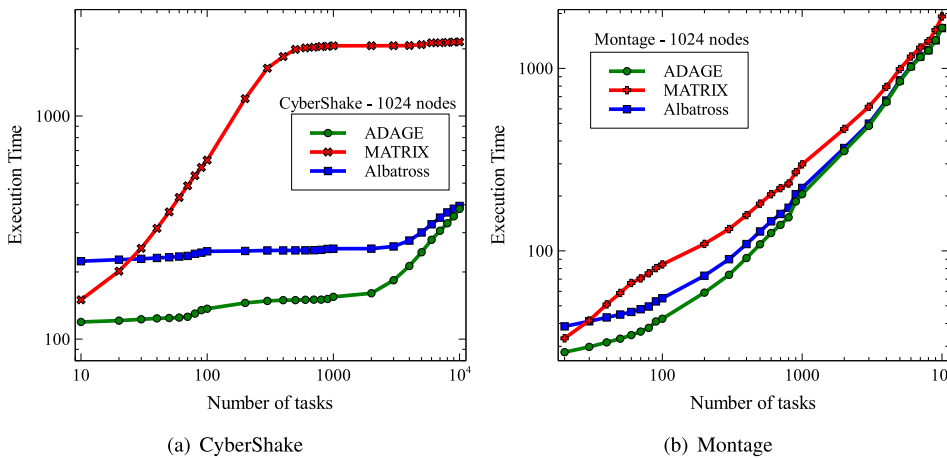 Execution Time
1000
100
CyberShake - 1024 nodes
ADAGE
MATRIX
Albatross
10
100
1000
10^4
Number of tasks
(a) CyberShake
Execution Time
1000
100
Montage - 1024 nodes
ADAGE
MATRIX
Albatross
100
1000
10
Number of tasks
(b) Montage